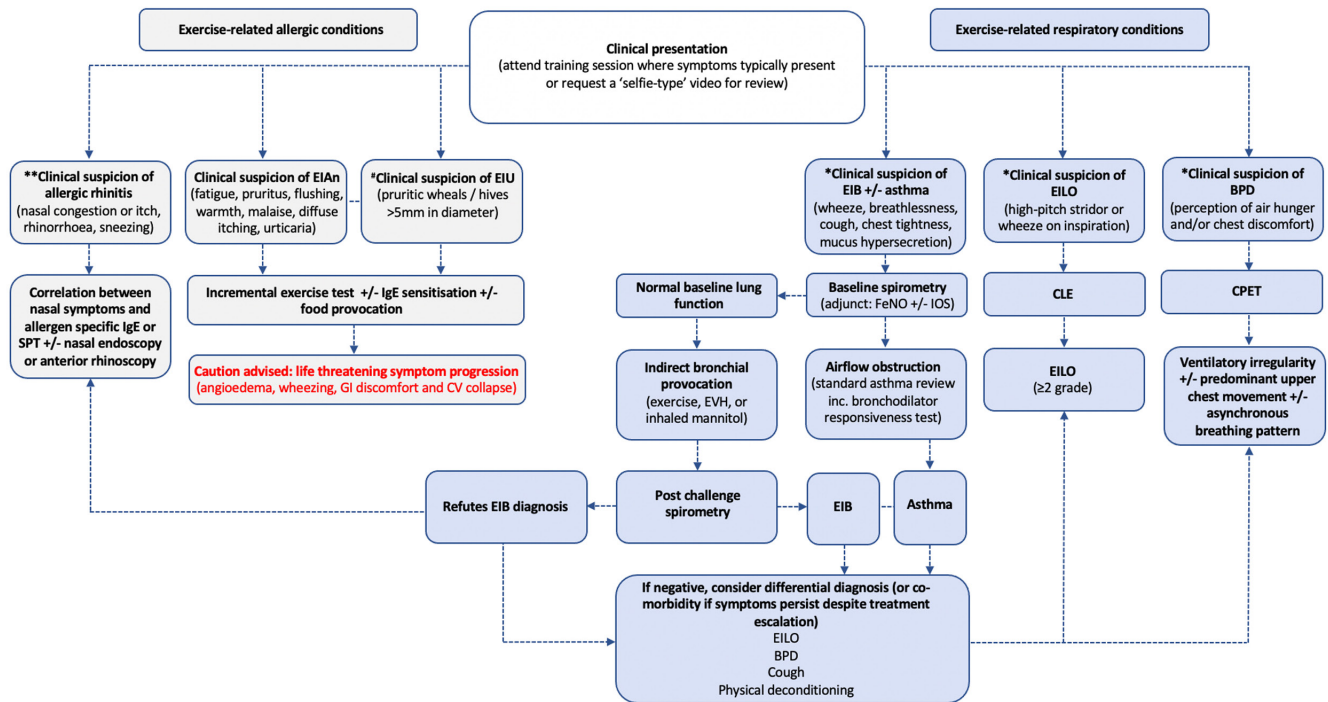 Exercise-related allergic conditions
Clinical presentation
(attend training session where symptoms typically present
or request a ‘selfie-type’ video for review)
Exercise-related respiratory conditions
**Clinical suspicion of
allergic rhinitis
(nasal congestion or itch,
rhinorrhoea, sneezing)
Clinical suspicion of EIAn
(fatigue, pruritus, flushing,
warmth, malaise, diffuse
itching, urticaria)
#Clinical suspicion of EIU
(pruritic wheals / hives
>5mm in diameter)
*Clinical suspicion of
EIB +/- asthma
(wheeze, breathlessness,
cough, chest tightness,
mucus hypersecretion)
*Clinical suspicion of
EILO
(high-pitch stridor or
wheeze on inspiration)
*Clinical suspicion of
BPD
(perception of air hunger
and/or chest discomfort)
Correlation between
nasal symptoms and
allergen specific IgE or
SPT +/- nasal endoscopy
or anterior rhinoscopy
Incremental exercise test +/- IgE sensitisation +/-
food provocation
Normal baseline lung
function
Baseline spirometry
(adjunct: FeNO +/- IOS)
CLE
CPET
Caution advised: life threatening symptom progression
(angioedema, wheezing, GI discomfort and CV collapse)
Indirect bronchial
provocation
(exercise, EVH, or
inhaled mannitol)
Airflow obstruction
(standard asthma review
inc. bronchodilator
responsiveness test)
EILO
(≥2 grade)
Ventilatory irregularity
+/- predominant upper
chest movement +/-
asynchronous
breathing pattern
Refutes EIB diagnosis
Post challenge
spirometry
EIB
Asthma
If negative, consider differential diagnosis (or co-
morbidity if symptoms persist despite treatment
escalation)
EILO
BPD
Cough
Physical deconditioning